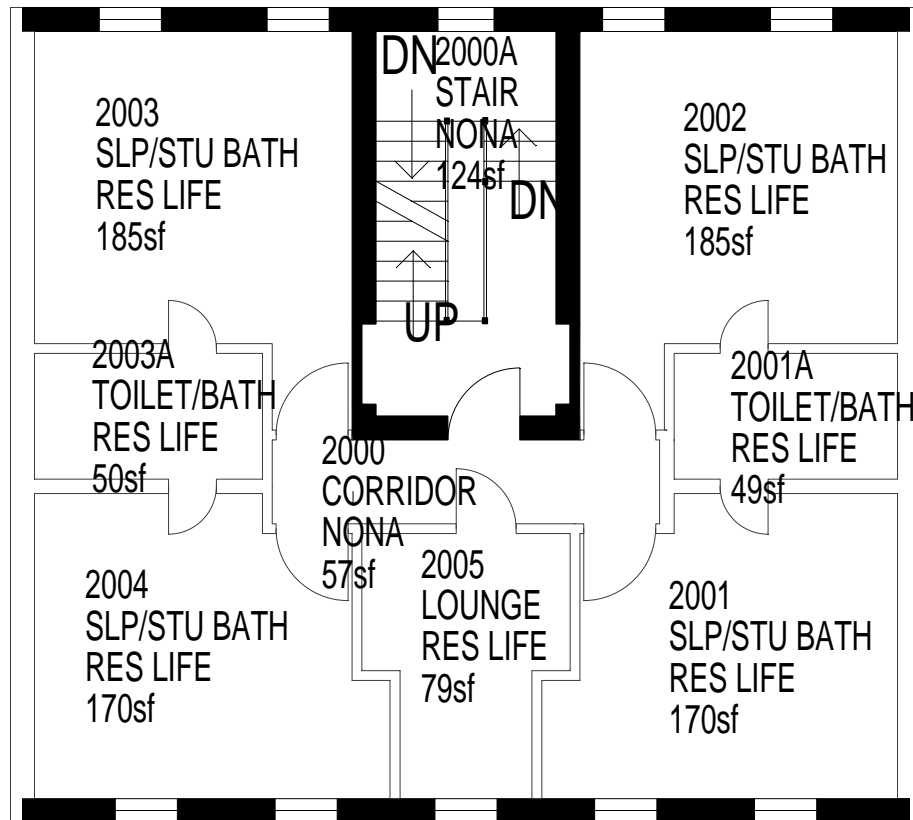 DN
2000A
STAIR
NONA
124sf
DN
UP
2003
SLP/STU BATH
RES LIFE
185sf
2002
SLP/STU BATH
RES LIFE
185sf
2003A
TOILET/BATH
RES LIFE
50sf
2001A
TOILET/BATH
RES LIFE
49sf
2000
CORRIDOR
NONA
57sf
2004
SLP/STU BATH
RES LIFE
170sf
2005
LOUNGE
RES LIFE
79sf
2001
SLP/STU BATH
RES LIFE
170sf